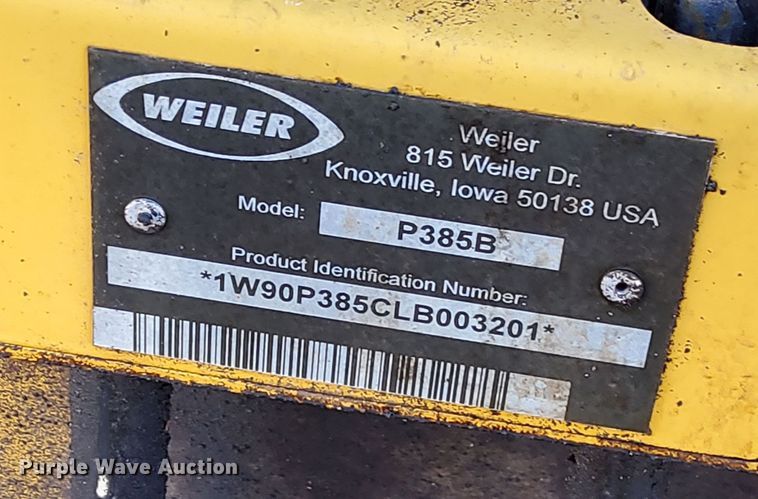 WEILER
Weiler
815 Weiler Dr.
Knoxville, Iowa 50138 USA
Model: P385B
Product Identification Number:
*1W90P385CLB003201*
Purple Wave Auction